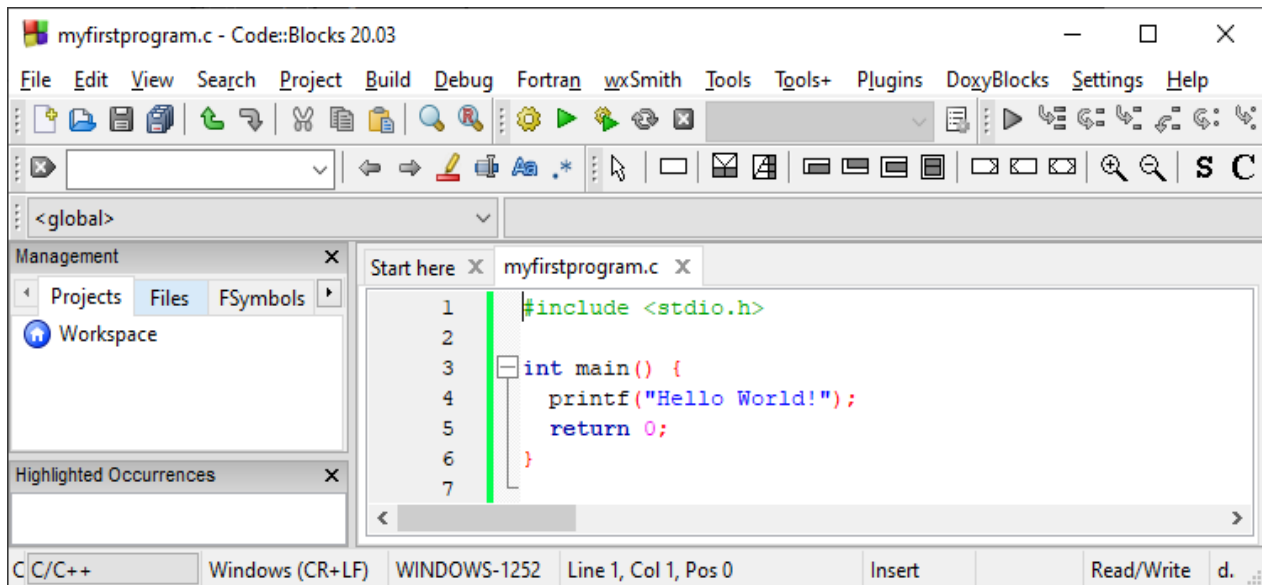 myfirstprogram.c - Code::Blocks 20.03
File Edit View Search Project Build Debug Fortran wxSmith Tools Tools+ Plugins DoxyBlocks Settings Help
S C
<global>
Management
Projects Files FSymbols
Workspace
Highlighted Occurrences
Start here myfirstprogram.c
1 #include <stdio.h>
2
3 int main() {
4   printf("Hello World!");
5   return 0;
6 }
7
C C/C++ Windows (CR+LF) WINDOWS-1252 Line 1, Col 1, Pos 0 Insert Read/Write d.